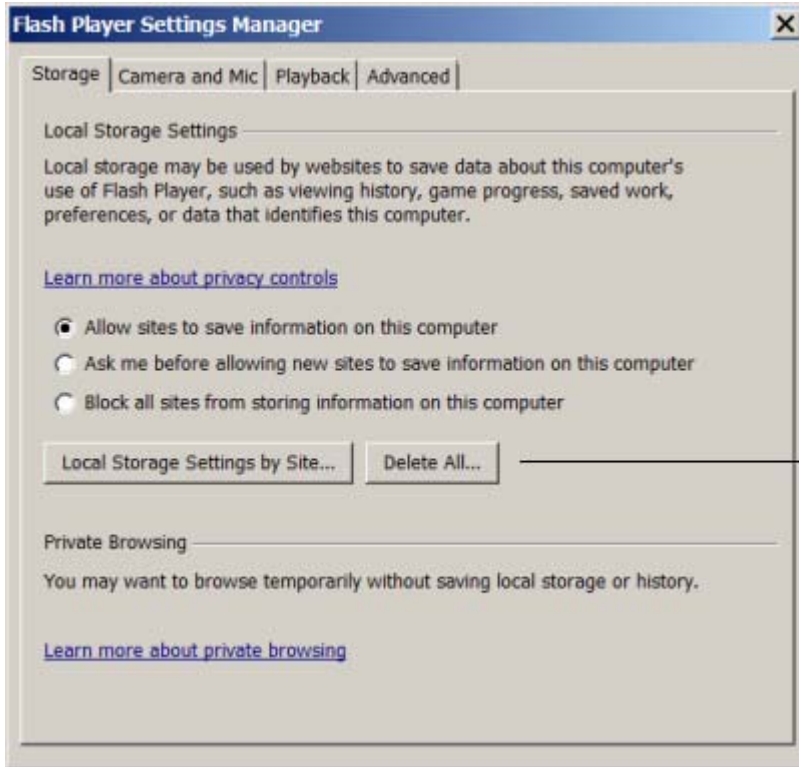 Flash Player Settings Manager
Storage Camera and Mic Playback Advanced
Local Storage Settings
Local storage may be used by websites to save data about this computer's
use of Flash Player, such as viewing history, game progress, saved work,
preferences, or data that identifies this computer.
Learn more about privacy controls
Allow sites to save information on this computer
Ask me before allowing new sites to save information on this computer
Block all sites from storing information on this computer
Local Storage Settings by Site... Delete All...
Private Browsing
You may want to browse temporarily without saving local storage or history.
Learn more about private browsing